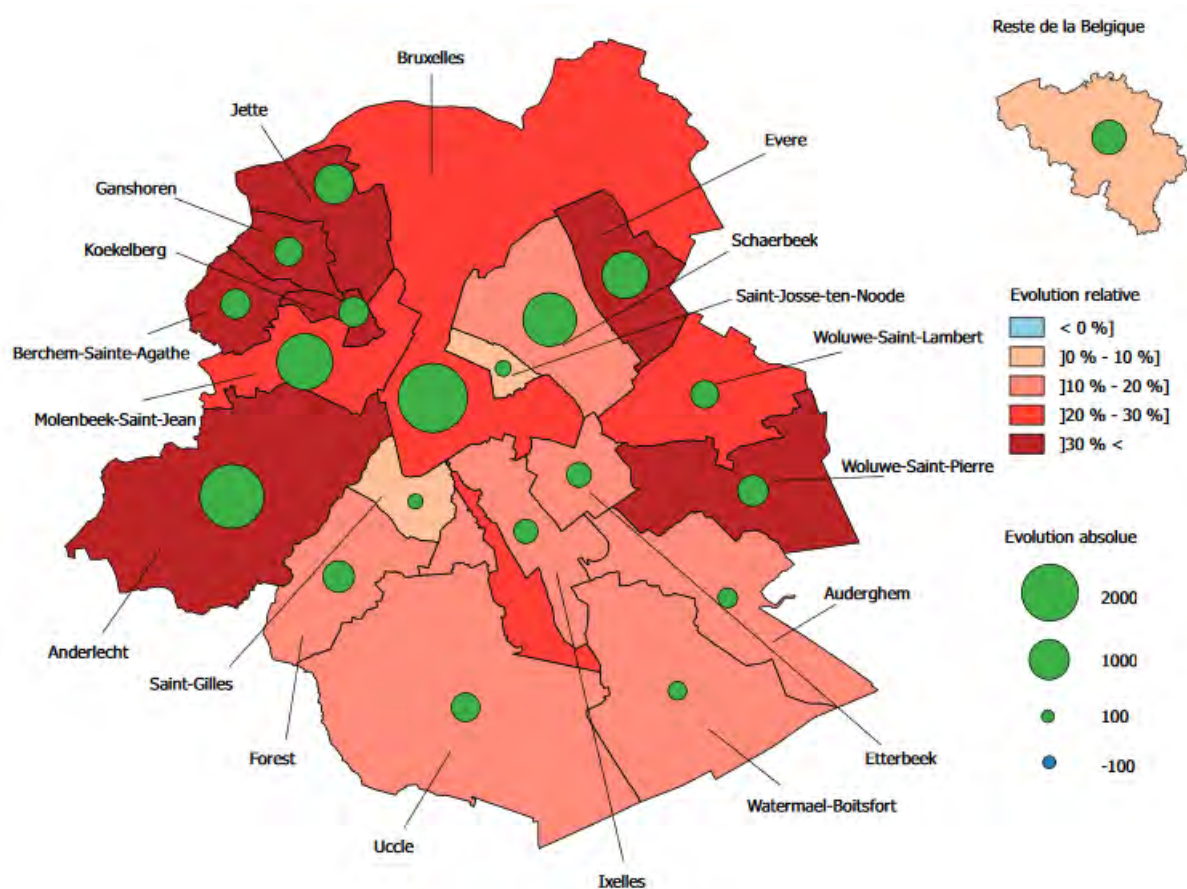 Reste de la Belgique
Bruxelles
Jette
Evere
Ganshoren
Schaerbeek
Koekelberg
Saint-Josse-ten-Noode
Evolution relative
< 0 %]
]0 % - 10 %]
]10 % - 20 %]
]20 % - 30 %]
]30 % <
Woluwe-Saint-Lambert
Berchem-Sainte-Agathe
Molenbeek-Saint-Jean
Woluwe-Saint-Pierre
Evolution absolue
2000
1000
100
-100
Auderghem
Anderlecht
Saint-Gilles
Forest
Etterbeek
Watermael-Boitsfort
Uccle
Ixelles